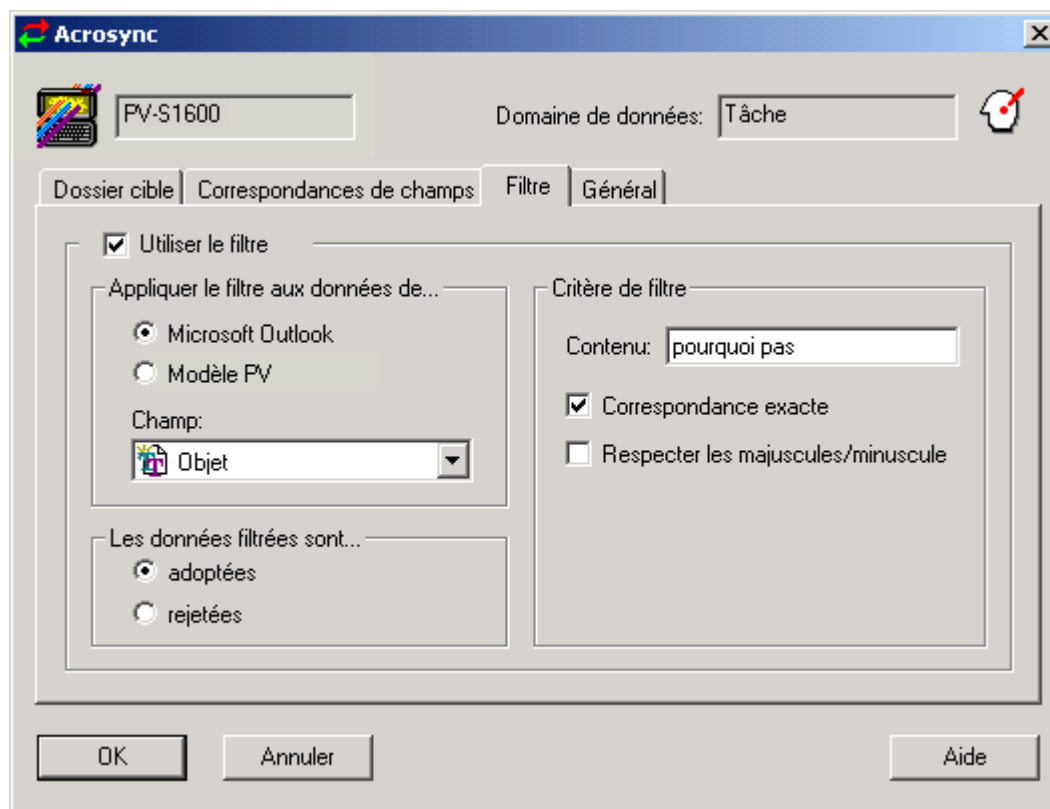 Acrosync
PV-S1600
Domaine de données: Tâche
Dossier cible Correspondances de champs Filtre Général
Utiliser le filtre
Appliquer le filtre aux données de...
Microsoft Outlook
Modèle PV
Champ:
Objet
Les données filtrées sont...
adoptées
rejetées
Critère de filtre
Contenu: pourquoi pas
Correspondance exacte
Respecter les majuscules/minuscule
OK Annuler Aide